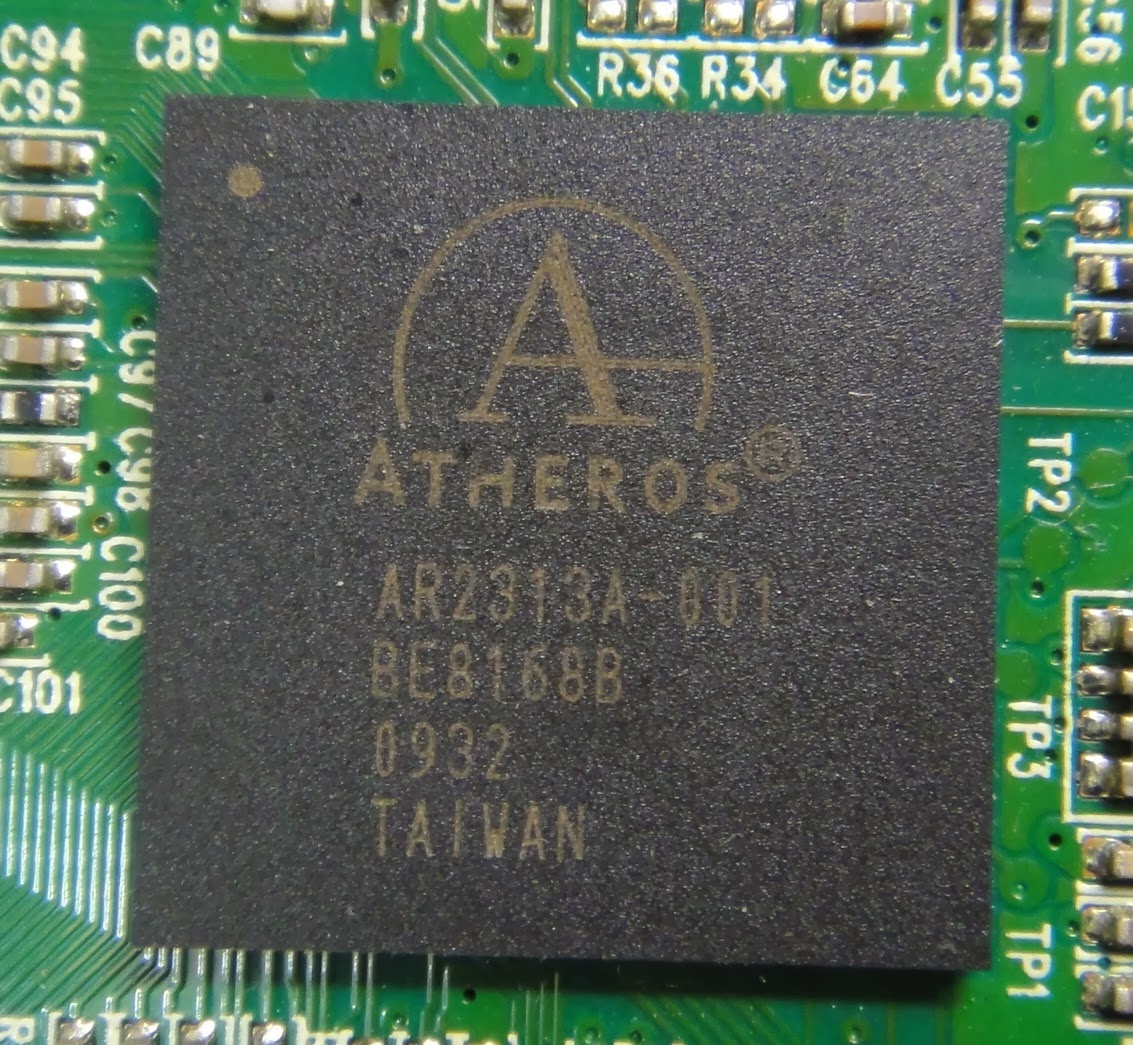 C94
C89
C95
R36
R34
C64
C55
C56
A
ATHEROS®
AR2313A-001
BE8168B
0932
TAIWAN
C97
C98
C100
C101
TP2
TP3
TP1